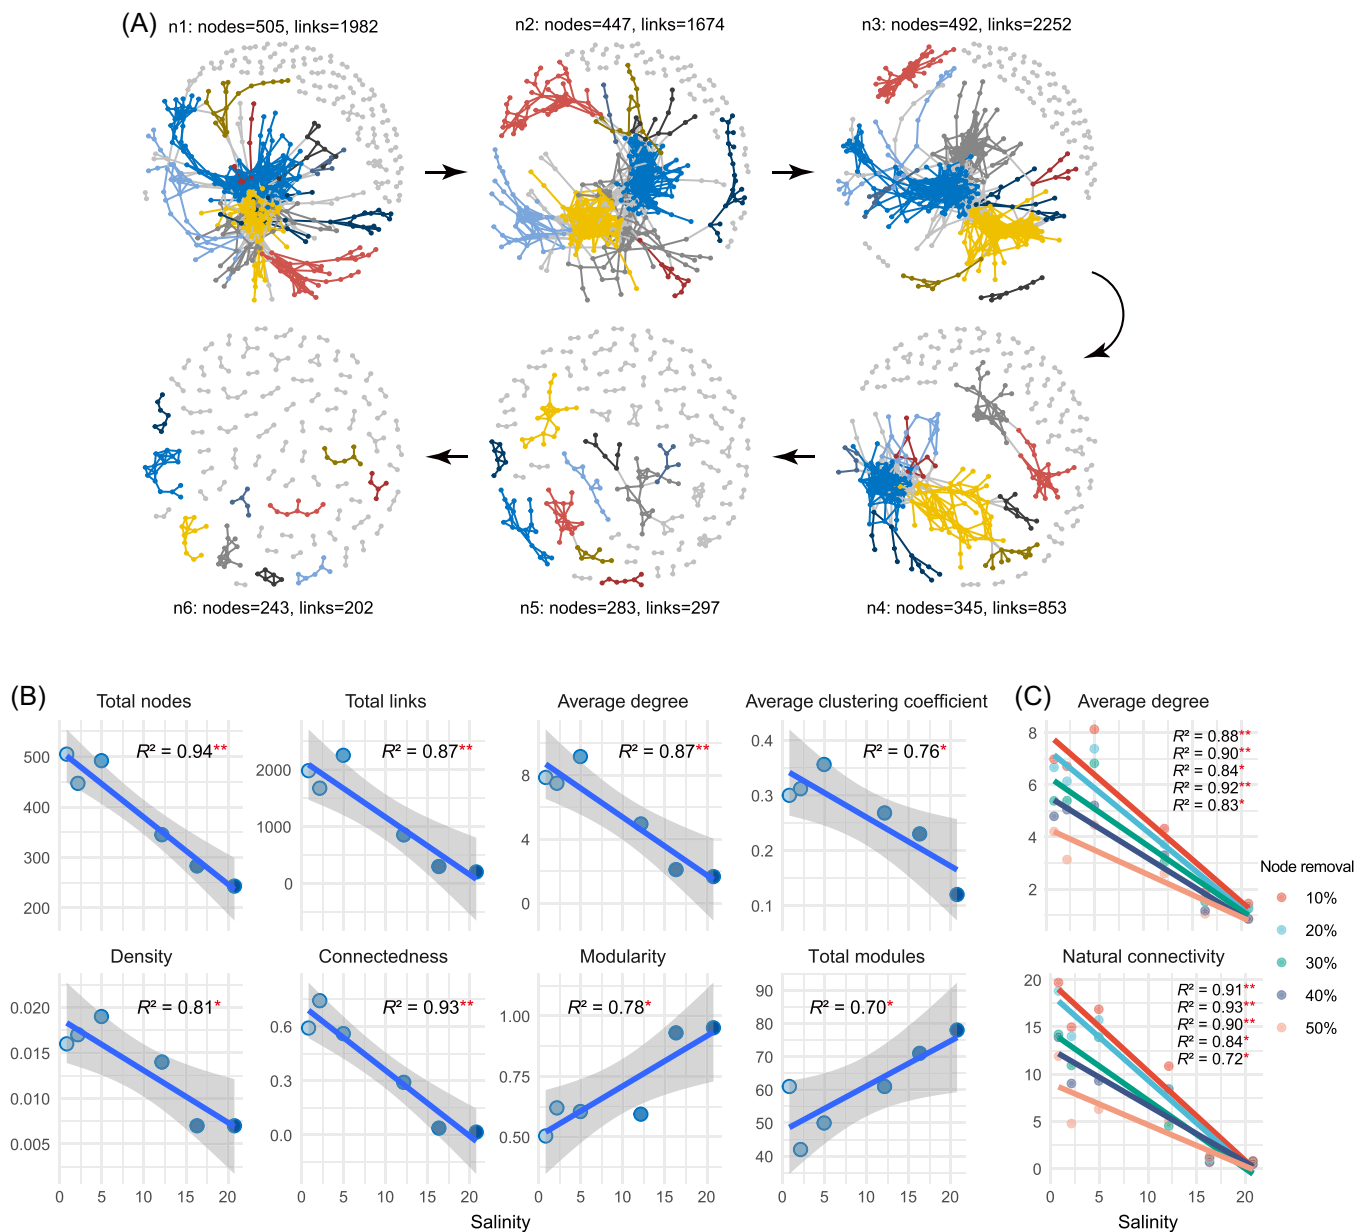 (A)
n1: nodes=505, links=1982
n2: nodes=447, links=1674
n3: nodes=492, links=2252
n6: nodes=243, links=202
n5: nodes=283, links=297
n4: nodes=345, links=853
(B)
Total nodes
R² = 0.94**
500
400
300
200
Total links
R² = 0.87**
2000
1000
0
Average degree
R² = 0.87**
8
4
0
Average clustering coefficient
R² = 0.76*
0.4
0.3
0.2
0.1
Density
R² = 0.81*
0.020
0.015
0.010
0.005
0 5 10 15 20
Connectedness
R² = 0.93**
0.6
0.3
0.0
0 5 10 15 20
Modularity
R² = 0.78*
1.00
0.75
0.50
0 5 10 15 20
Total modules
R² = 0.70*
90
80
70
60
50
40
0 5 10 15 20
Salinity
(C)
Average degree
R² = 0.88**
R² = 0.90**
R² = 0.84*
R² = 0.92**
R² = 0.83*
8
6
4
2
Natural connectivity
R² = 0.91**
R² = 0.93**
R² = 0.90**
R² = 0.84*
R² = 0.72*
20
15
10
5
0
0 5 10 15 20
Salinity
Node removal
10%
20%
30%
40%
50%